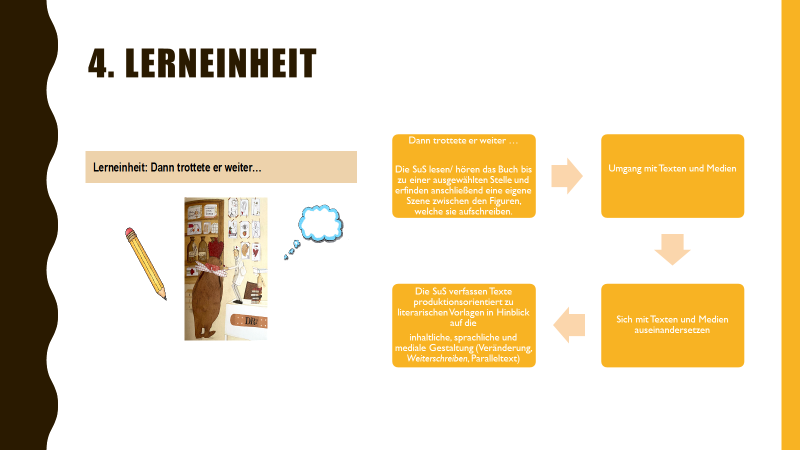 4. LERNEINHEIT
Lerneinheit: Dann trottete er weiter…
DR
Dann trottete er weiter …
Die SuS lesen/ hören das Buch bis
zu einer ausgewählten Stelle und
erfinden anschließend eine eigene
Szene zwischen den Figuren,
welche sie aufschreiben.
Umgang mit Texten und Medien
Sich mit Texten und Medien
auseinandersetzen
Die SuS verfassen Texte
produktionsorientiert zu
literarischen Vorlagen in Hinblick
auf die
inhaltliche, sprachliche und
mediale Gestaltung (Veränderung,
Weiterschreiben, Paralleltext)